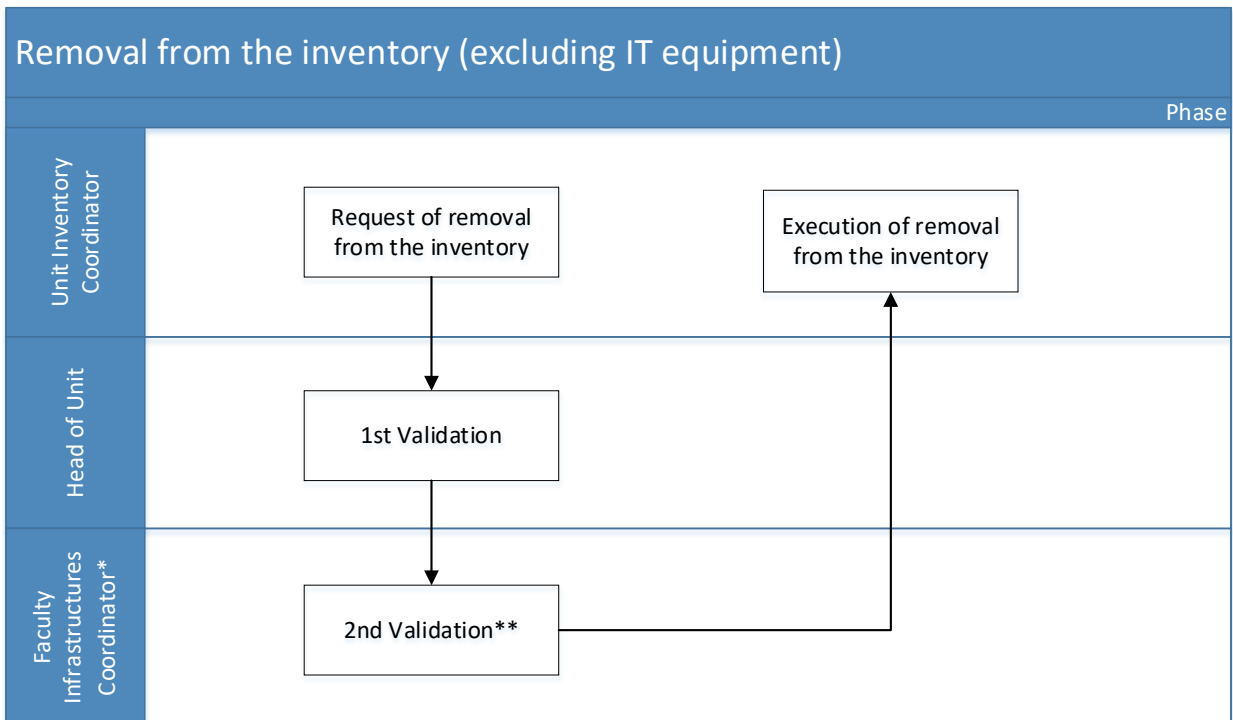 Removal from the inventory (excluding IT equipment)
Phase
Unit Inventory
Coordinator
Request of removal
from the inventory
Execution of removal
from the inventory
Head of Unit
1st Validation
Faculty
Infrastructures
Coordinator*
2nd Validation**